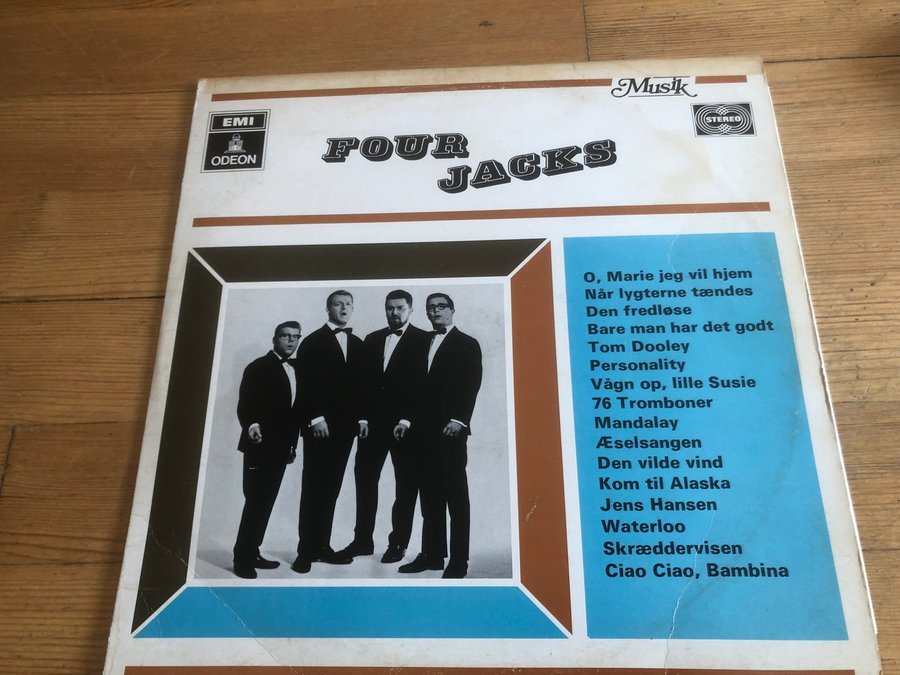 Musik
EMI
ODEON
STEREO
FOUR
JACKS
O, Marie jeg vil hjem
Når lygterne tændes
Den fredløse
Bare man har det godt
Tom Dooley
Personality
Vågn op, lille Susie
76 Tromboner
Mandalay
Æselsangen
Den vilde vind
Kom til Alaska
Jens Hansen
Waterloo
Skræddervisen
Ciao Ciao, Bambina